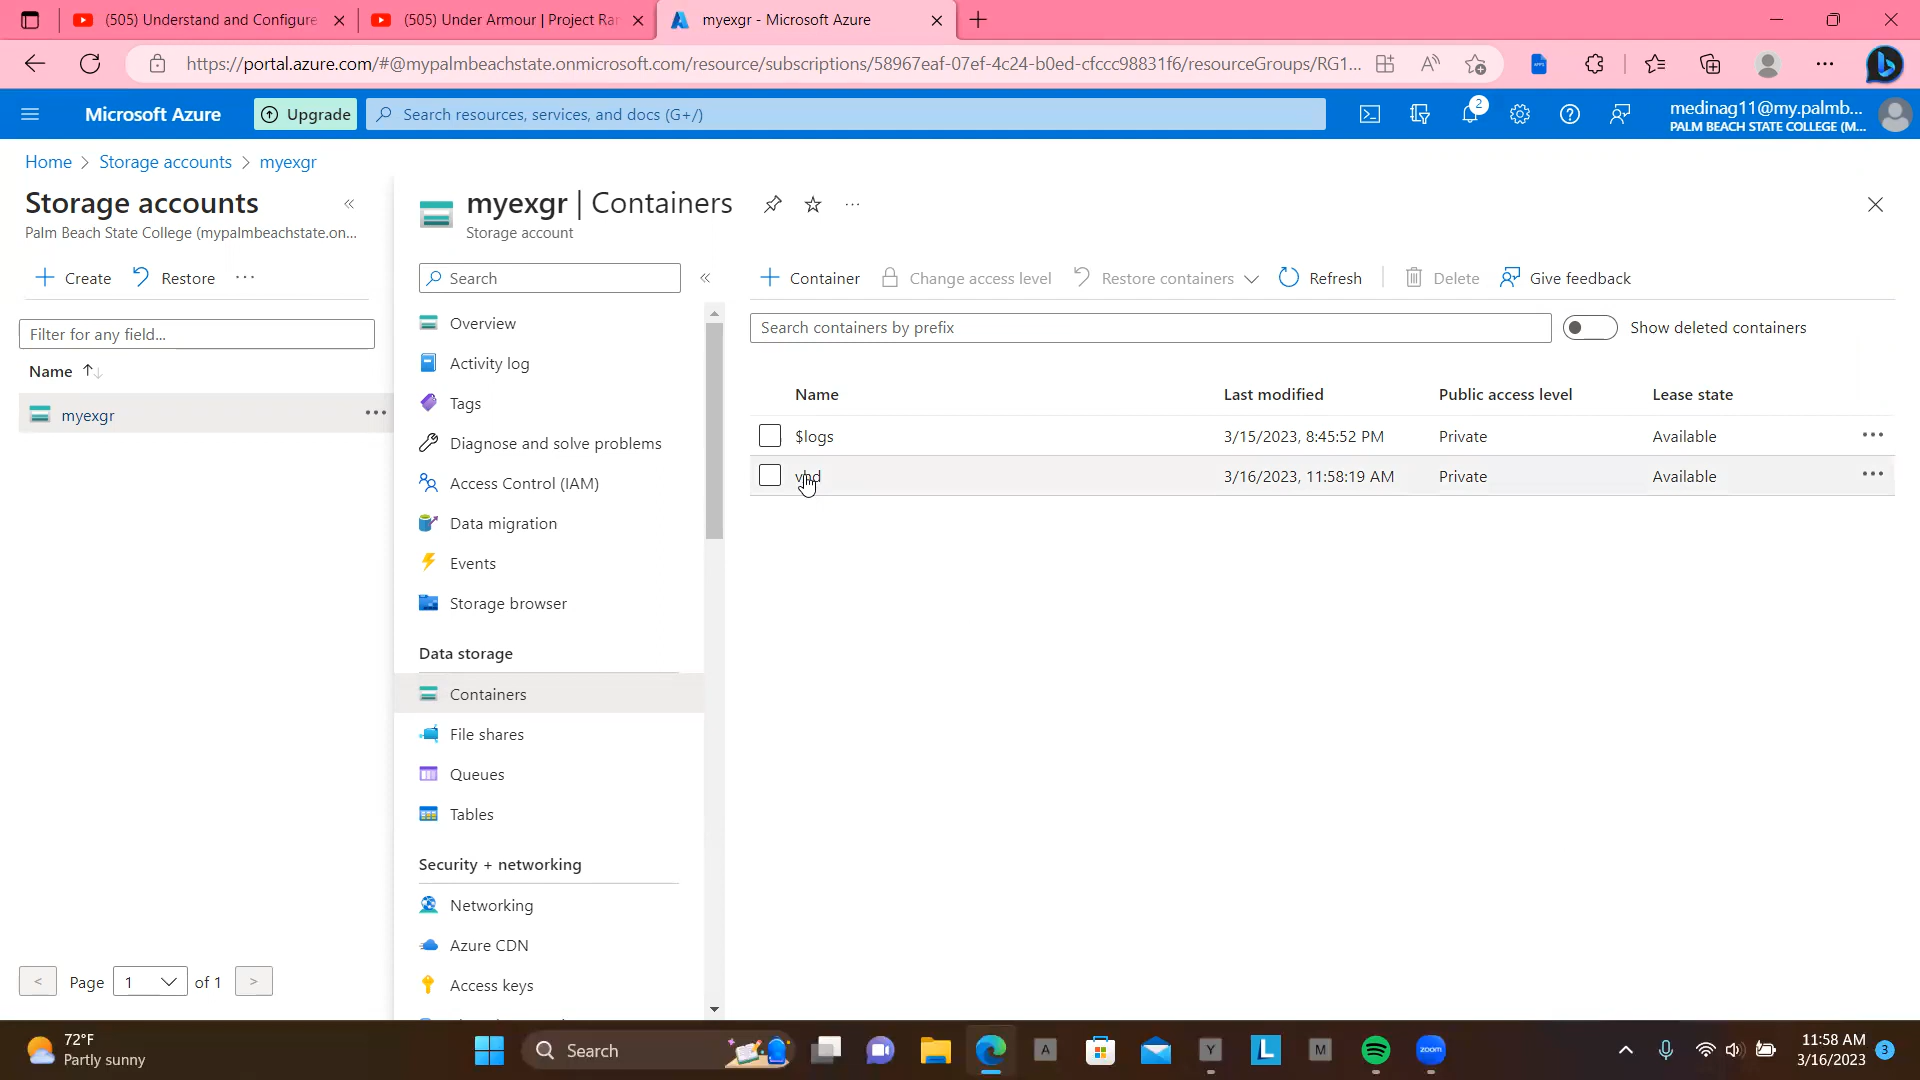 (505) Understand and Configure
(505) Under Armour | Project Ra
myexgr - Microsoft Azure
https://portal.azure.com/#@mypalmbeachstate.onmicrosoft.com/resource/subscriptions/58967eaf-07ef-4c24-b0ed-cfccc98831f6/resourceGroups/RG1...
Microsoft Azure
Upgrade
Search resources, services, and docs (G+/)
2
medinag11@my.palmb...
PALM BEACH STATE COLLEGE (M...
Home > Storage accounts > myexgr
Storage accounts
Palm Beach State College (mypalmbeachstate.on...
Create Restore ...
Filter for any field...
Name
myexgr ...
< Page 1 of 1 >
myexgr | Containers ...
Storage account
Search
Overview
Activity log
Tags
Diagnose and solve problems
Access Control (IAM)
Data migration
Events
Storage browser
Data storage
Containers
File shares
Queues
Tables
Security + networking
Networking
Azure CDN
Access keys
Container Change access level Restore containers Refresh Delete Give feedback
Search containers by prefix
Show deleted containers
Name Last modified Public access level Lease state
$logs 3/15/2023, 8:45:52 PM Private Available ...
vhd 3/16/2023, 11:58:19 AM Private Available ...
72°F
Partly sunny
Search
A
Y
L
M
zoom
11:58 AM
3/16/2023
3